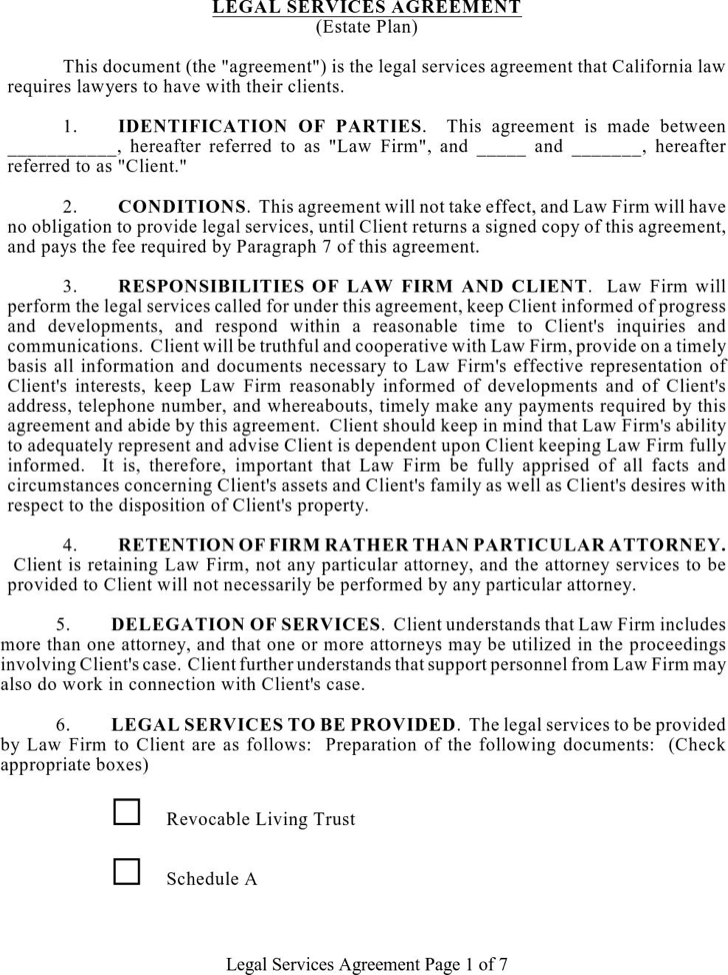 LEGAL SERVICES AGREEMENT
(Estate Plan)
This document (the "agreement") is the legal services agreement that California law
requires lawyers to have with their clients.
1. IDENTIFICATION OF PARTIES. This agreement is made between
___________, hereafter referred to as "Law Firm", and _____ and _______, hereafter
referred to as "Client."
2. CONDITIONS. This agreement will not take effect, and Law Firm will have
no obligation to provide legal services, until Client returns a signed copy of this agreement,
and pays the fee required by Paragraph 7 of this agreement.
3. RESPONSIBILITIES OF LAW FIRM AND CLIENT. Law Firm will
perform the legal services called for under this agreement, keep Client informed of progress
and developments, and respond within a reasonable time to Client's inquiries and
communications. Client will be truthful and cooperative with Law Firm, provide on a timely
basis all information and documents necessary to Law Firm's effective representation of
Client's interests, keep Law Firm reasonably informed of developments and of Client's
address, telephone number, and whereabouts, timely make any payments required by this
agreement and abide by this agreement. Client should keep in mind that Law Firm's ability
to adequately represent and advise Client is dependent upon Client keeping Law Firm fully
informed. It is, therefore, important that Law Firm be fully apprised of all facts and
circumstances concerning Client's assets and Client's family as well as Client's desires with
respect to the disposition of Client's property.
4. RETENTION OF FIRM RATHER THAN PARTICULAR ATTORNEY.
Client is retaining Law Firm, not any particular attorney, and the attorney services to be
provided to Client will not necessarily be performed by any particular attorney.
5. DELEGATION OF SERVICES. Client understands that Law Firm includes
more than one attorney, and that one or more attorneys may be utilized in the proceedings
involving Client's case. Client further understands that support personnel from Law Firm may
also do work in connection with Client's case.
6. LEGAL SERVICES TO BE PROVIDED. The legal services to be provided
by Law Firm to Client are as follows: Preparation of the following documents: (Check
appropriate boxes)
Revocable Living Trust
Schedule A
Legal Services Agreement Page 1 of 7